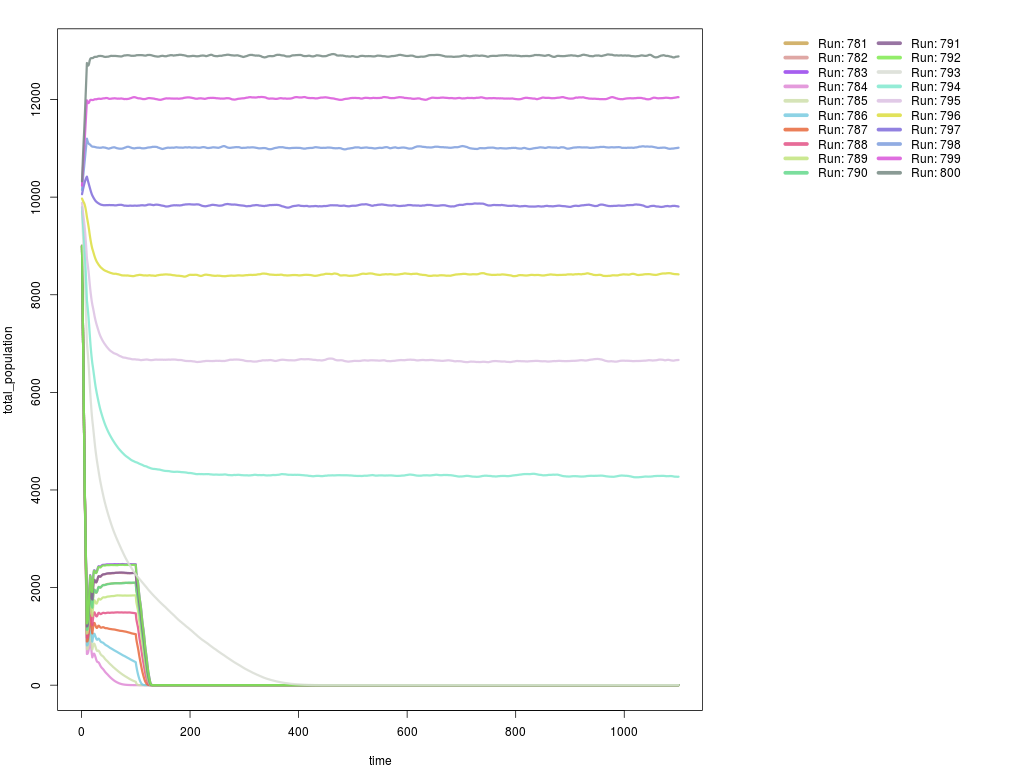 total_population
12000
10000
8000
6000
4000
2000
0
0 200 400 600 800 1000
time
Run: 781 Run: 791
Run: 782 Run: 792
Run: 783 Run: 793
Run: 784 Run: 794
Run: 785 Run: 795
Run: 786 Run: 796
Run: 787 Run: 797
Run: 788 Run: 798
Run: 789 Run: 799
Run: 790 Run: 800